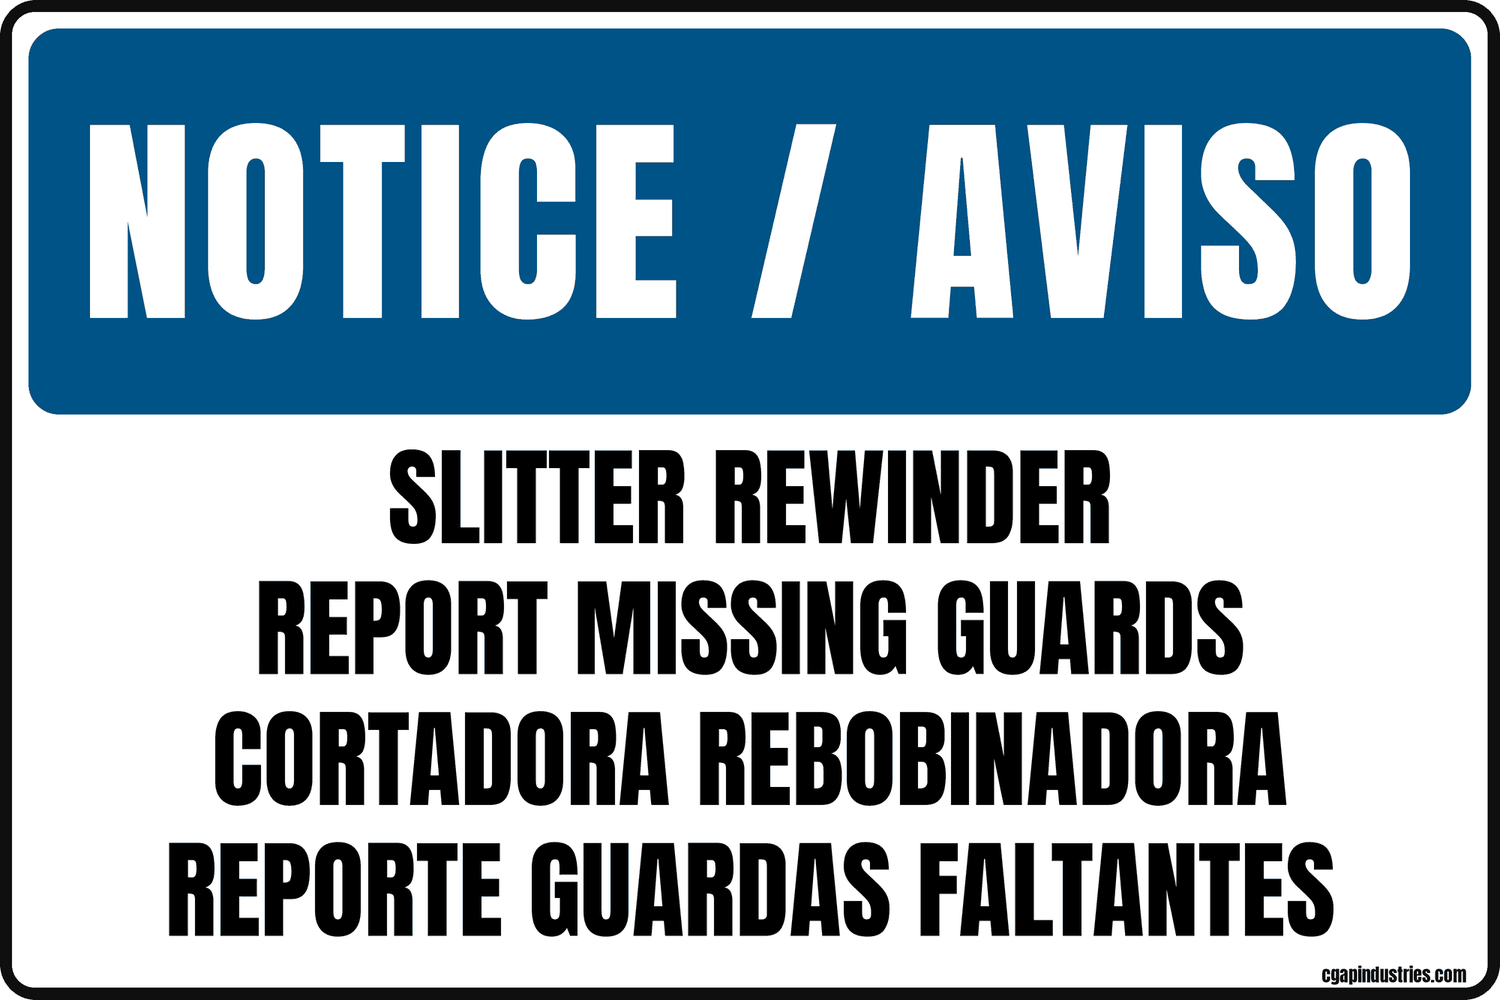 NOTICE / AVISO
SLITTER REWINDER
REPORT MISSING GUARDS
CORTADORA REBOBINADORA
REPORTE GUARDAS FALTANTES
cgapindustries.com